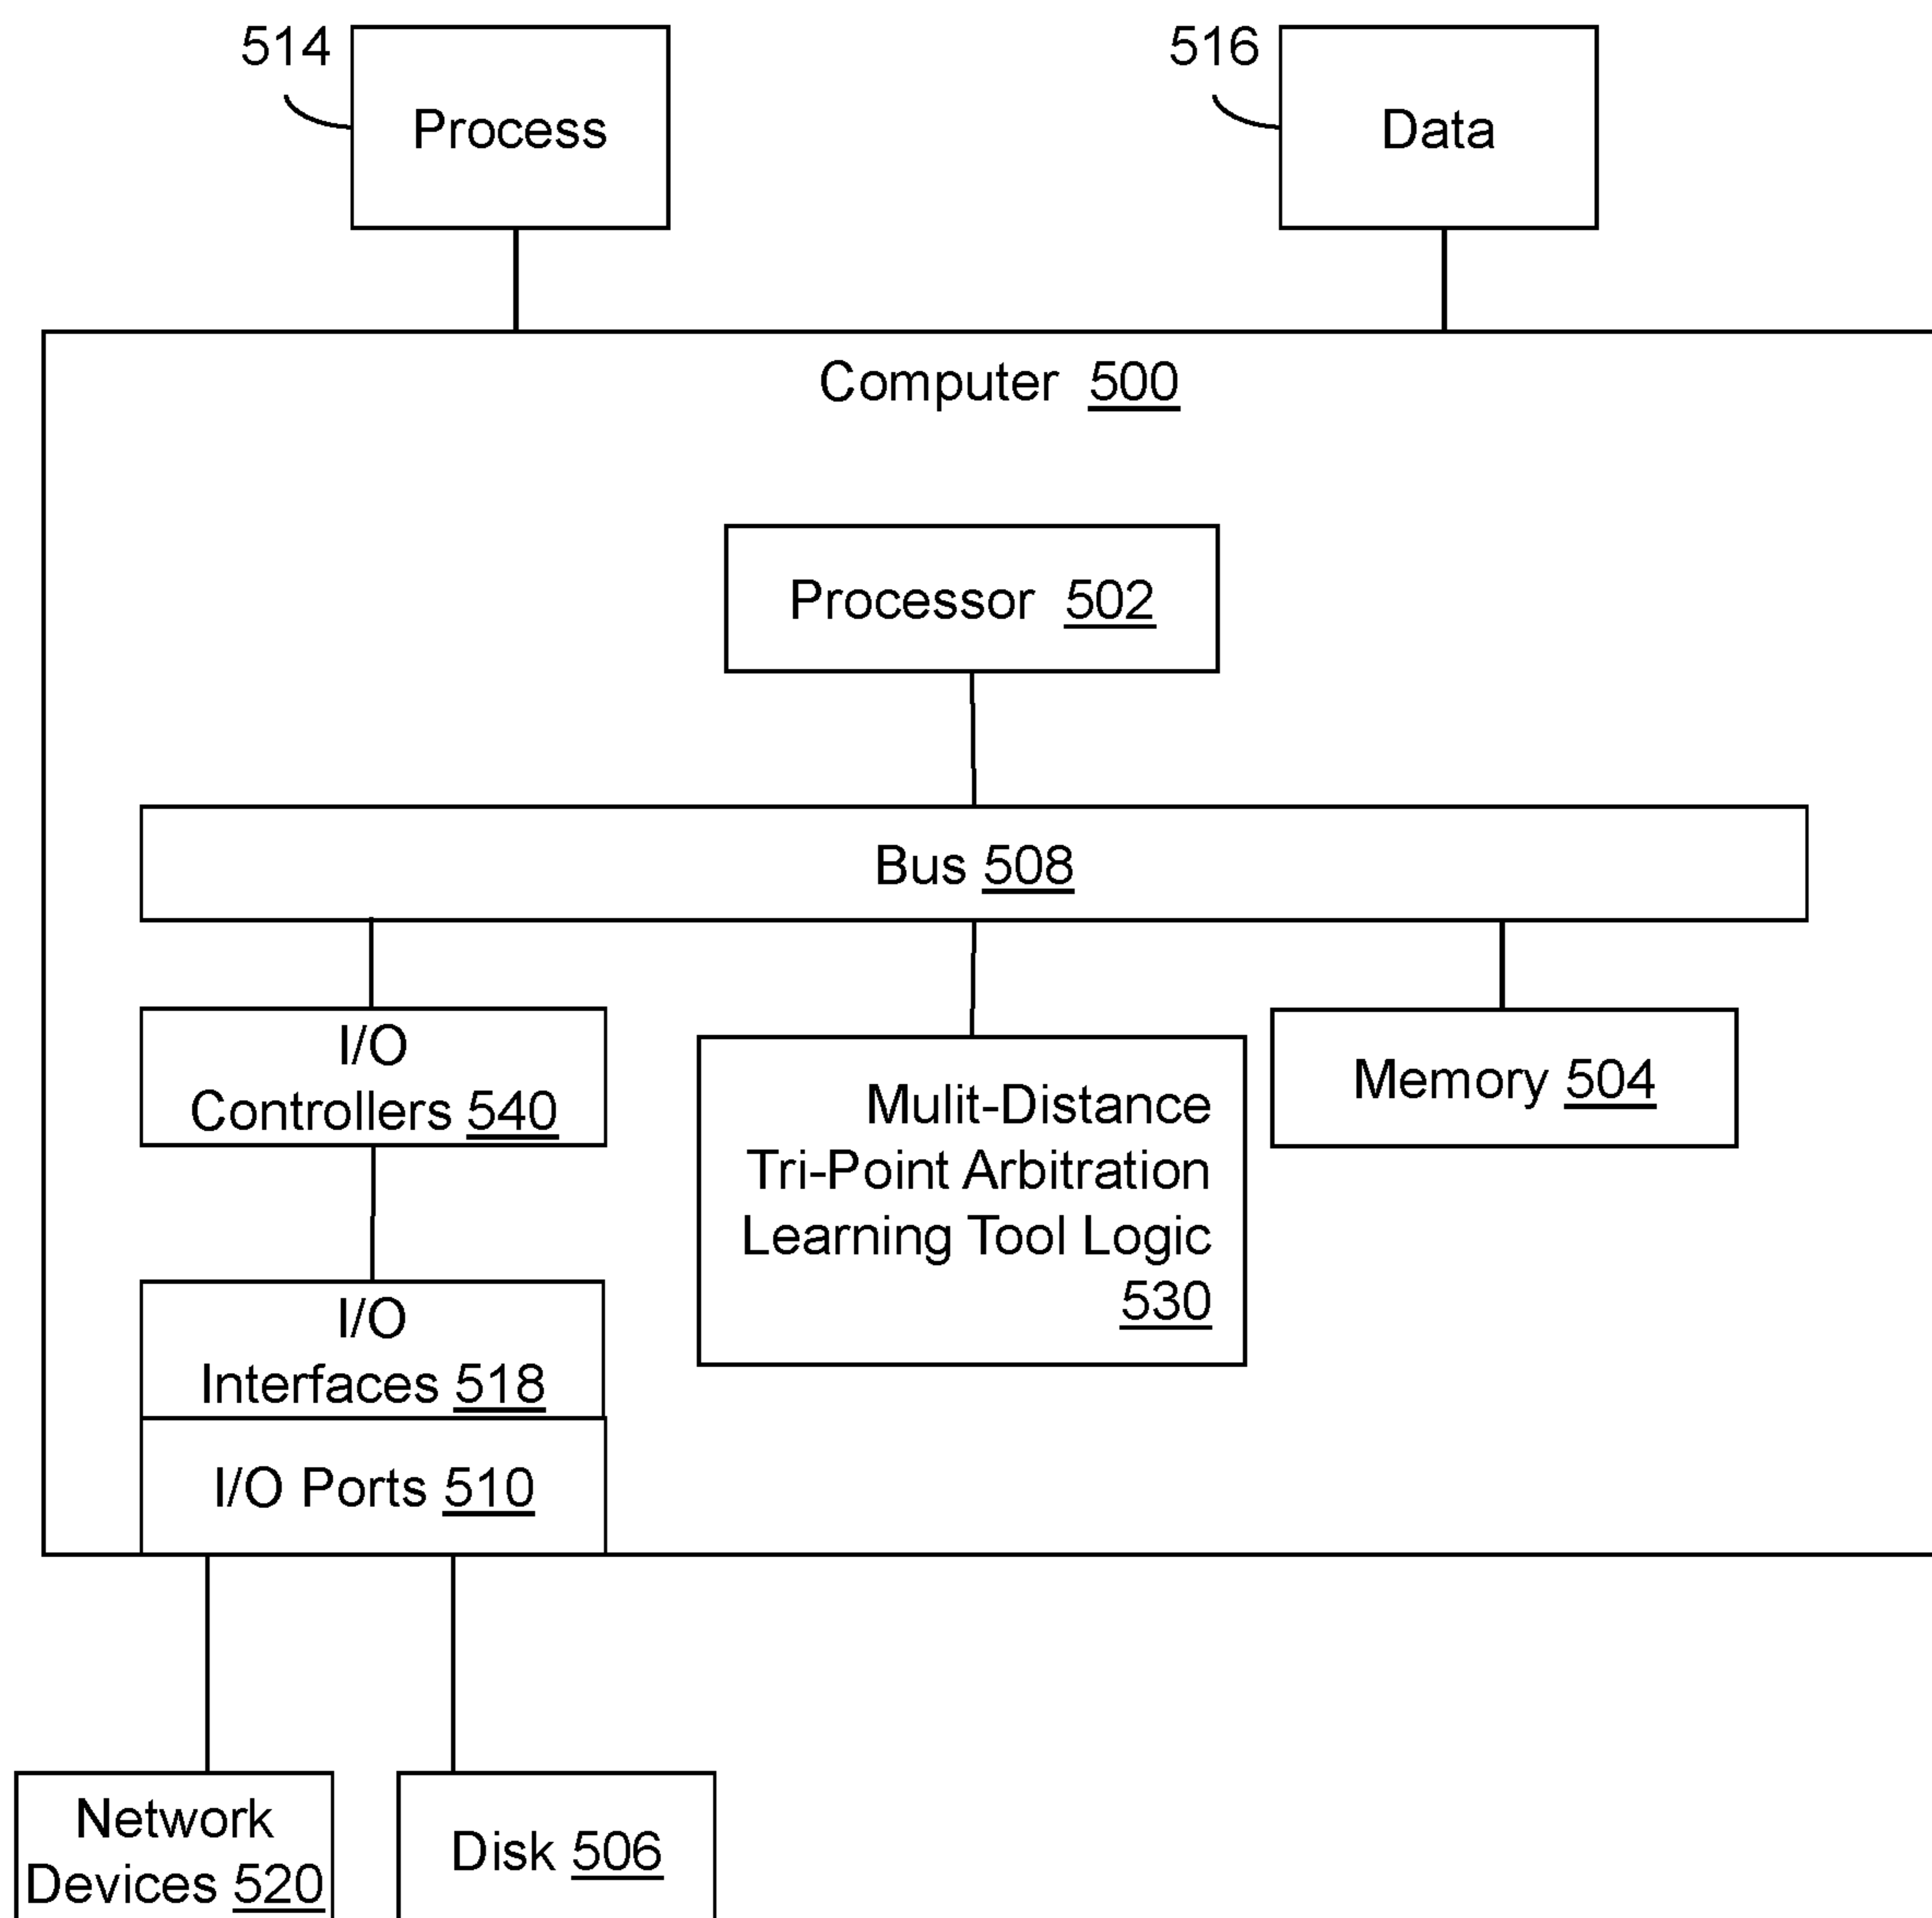 514
Process
516
Data
Computer 500
Processor 502
Bus 508
I/O
Controllers 540
Mulit-Distance
Tri-Point Arbitration
Learning Tool Logic
530
Memory 504
I/O
Interfaces 518
I/O Ports 510
Network
Devices 520
Disk 506